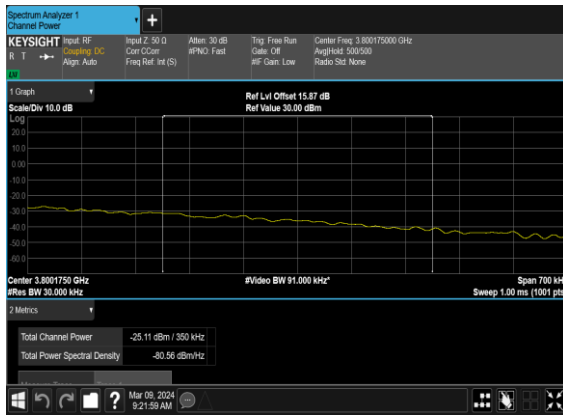 Spectrum Analyzer 1
Channel Power
KEYSIGHT Input: RF Input Z: 50 Ω Atten: 30 dB Trig: Free Run Center Freq: 3.800175000 GHz
R T Coupling: DC Corr CCorr #PNO: Fast Gate: Off Avg|Hold: 500/500
Align: Auto Freq Ref: Int (S) #IF Gain: Low Radio Std: None
1 Graph
Ref Lvl Offset 15.87 dB
Scale/Div 10.0 dB Ref Value 30.00 dBm
Log
20.0
10.0
0.00
-10.0
-20.0
-30.0
-40.0
-50.0
-60.0
Center 3.8001750 GHz #Video BW 91.000 kHz* Span 700 kH
#Res BW 30.000 kHz Sweep 1.00 ms (1001 pts
2 Metrics
Total Channel Power -25.11 dBm / 350 kHz
Total Power Spectral Density -80.56 dBm/Hz
?
Mar 09, 2024
9:21:59 AM